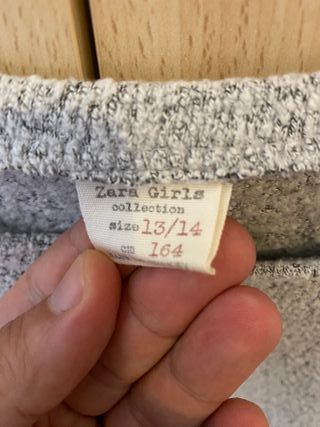 Zara Girls
collection
size 13/14
cm 164